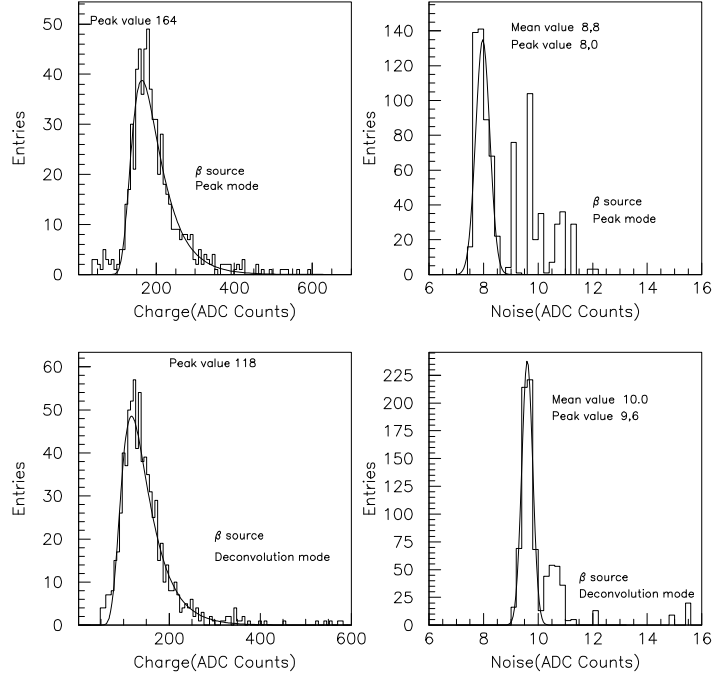 Peak value 164
50
40
30
20
10
0
Entries
β source
Peak mode
200
400
600
Charge(ADC Counts)
Mean value 8,8
Peak value 8,0
140
120
100
80
60
40
20
0
Entries
β source
Peak mode
6
8
10
12
14
16
Noise(ADC Counts)
Peak value 118
60
50
40
30
20
10
0
Entries
β source
Deconvolution mode
200
400
600
Charge(ADC Counts)
Mean value 10.0
Peak value 9,6
225
200
175
150
125
100
75
50
25
0
Entries
β source
Deconvolution mode
6
8
10
12
14
16
Noise(ADC Counts)